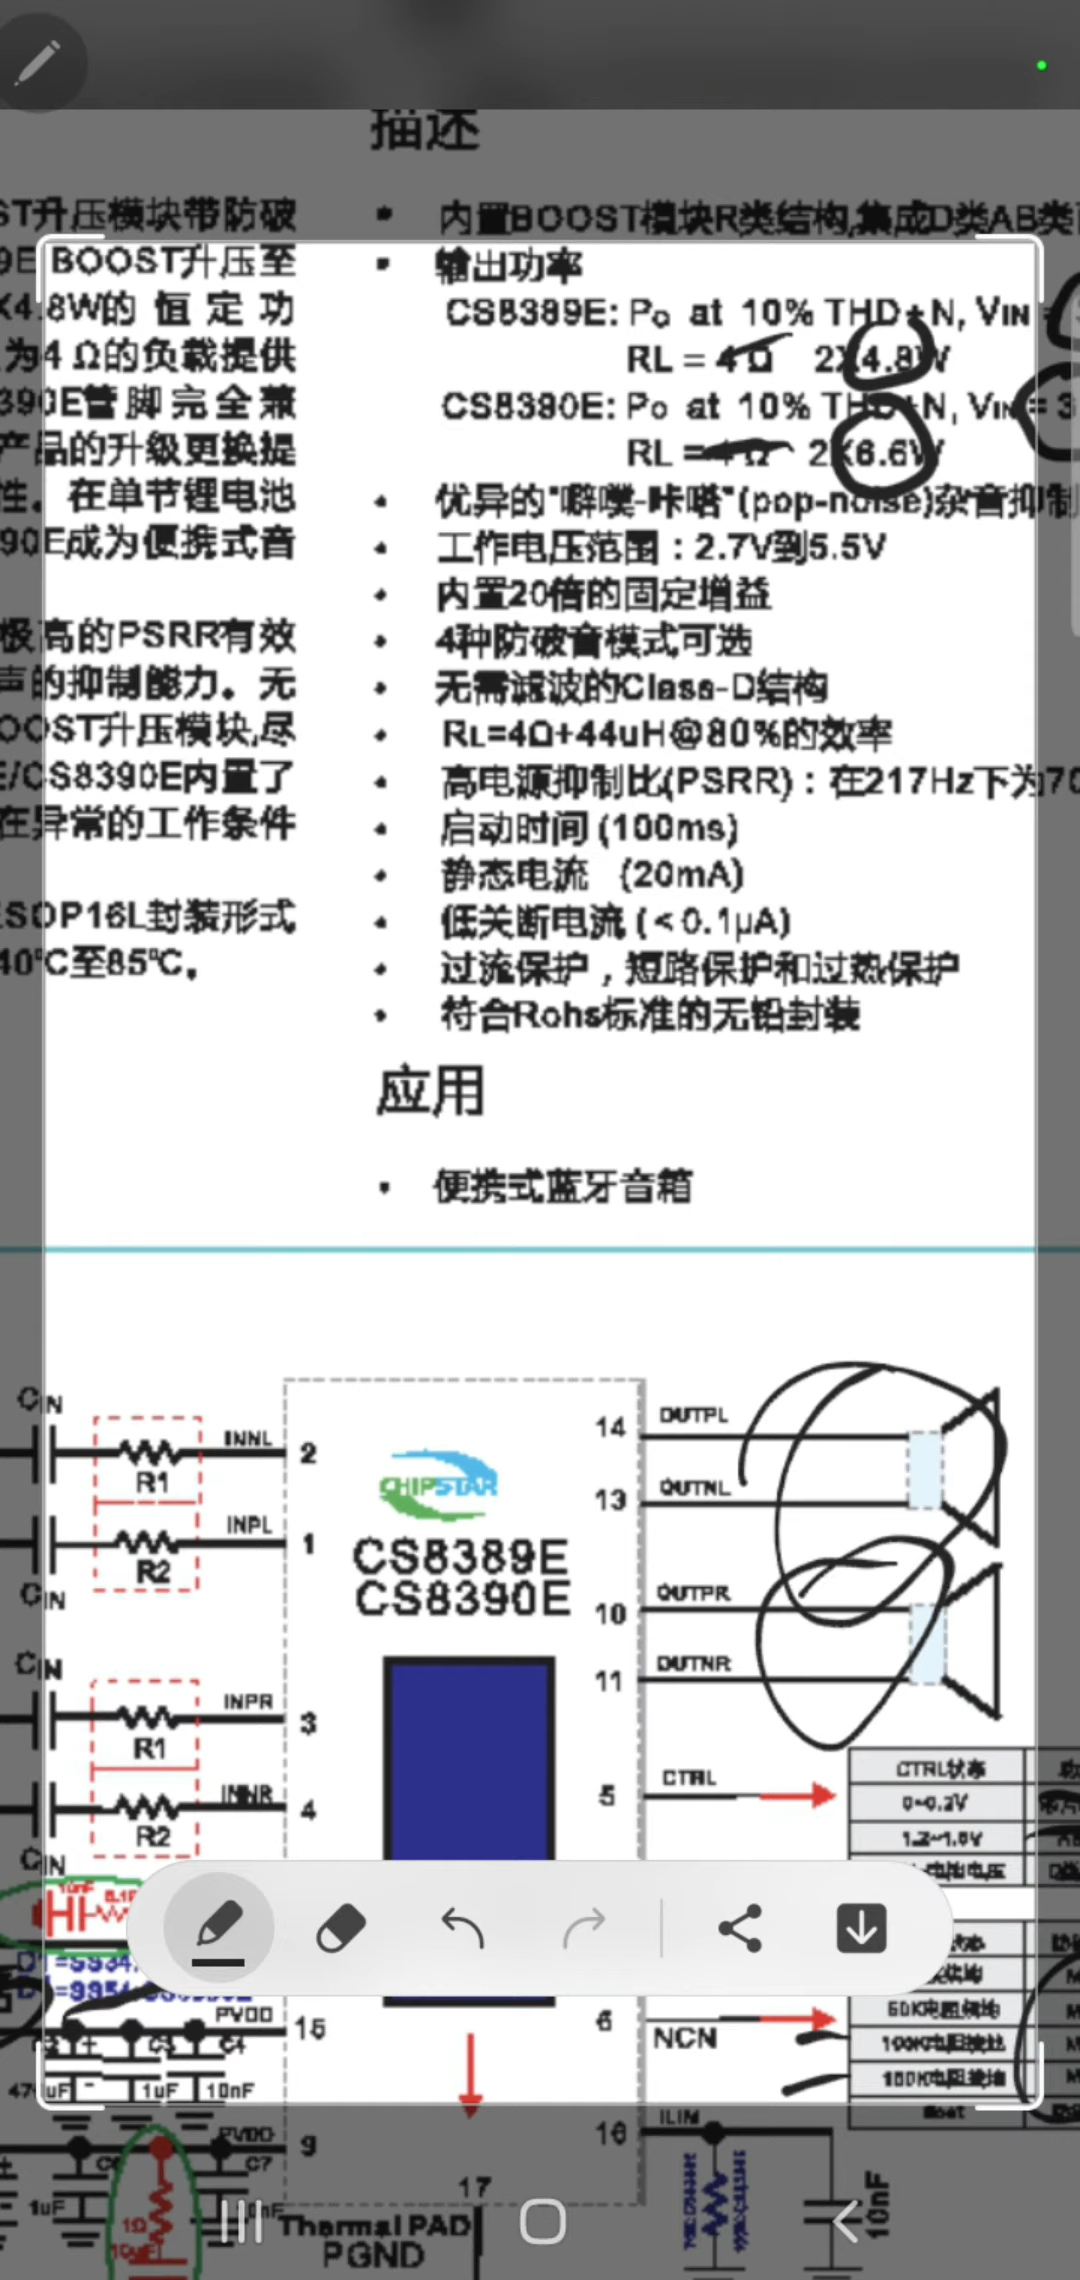 描述
ST升压模块带防破
9E BOOST升压至
X4.8W的 恒 定 功
为4 Ω的负载提供
390E管 脚 完 全 兼
产品的升级更换提
性。在单节锂电池
90E成为便携式音
极高的PSRR有效
声的抑制能力。无
OOST升压模块,尽
E/CS8390E内置了
在异常的工作条件
ESOP16L封装形式
40℃至85℃。
• 内置BOOST模块R类结构,集成D类AB类
• 输出功率
CS8389E: PO at 10% THD+N, VIN =
RL = 4 Ω 2X4.8W
CS8390E: PO at 10% THD+N, VIN = 3
RL = 4 Ω 2X6.6W
• 优异的"噼噗-咔嗒"(pop-noise)杂音抑制
• 工作电压范围：2.7V到5.5V
• 内置20倍的固定增益
• 4种防破音模式可选
• 无需滤波的Class-D结构
• RL=4Ω+44uH@80%的效率
• 高电源抑制比(PSRR)：在217Hz下为70
• 启动时间 (100ms)
• 静态电流 (20mA)
• 低关断电流 (<0.1μA)
• 过流保护，短路保护和过热保护
• 符合Rohs标准的无铅封装
应用
• 便携式蓝牙音箱
CIN
R1
INNL
2
INPL
1
R2
CIN
CIN
INPR
3
R1
INNR
4
R2
CIN
CHIPSTAR
CS8389E
CS8390E
14
OUTPL
13
OUTNL
10
OUTPR
11
OUTNR
5
CTRL
CTRL状态
0~0.2V
10nF
PVDD
15
C3
C4
1uF
10nF
6
NCN
50K电阻接地
100K电阻接地
150K电阻接地
float
PVDD
9
C7
1uF
1Ω
16
ILIM
10nF
17
Thermal PAD
PGND